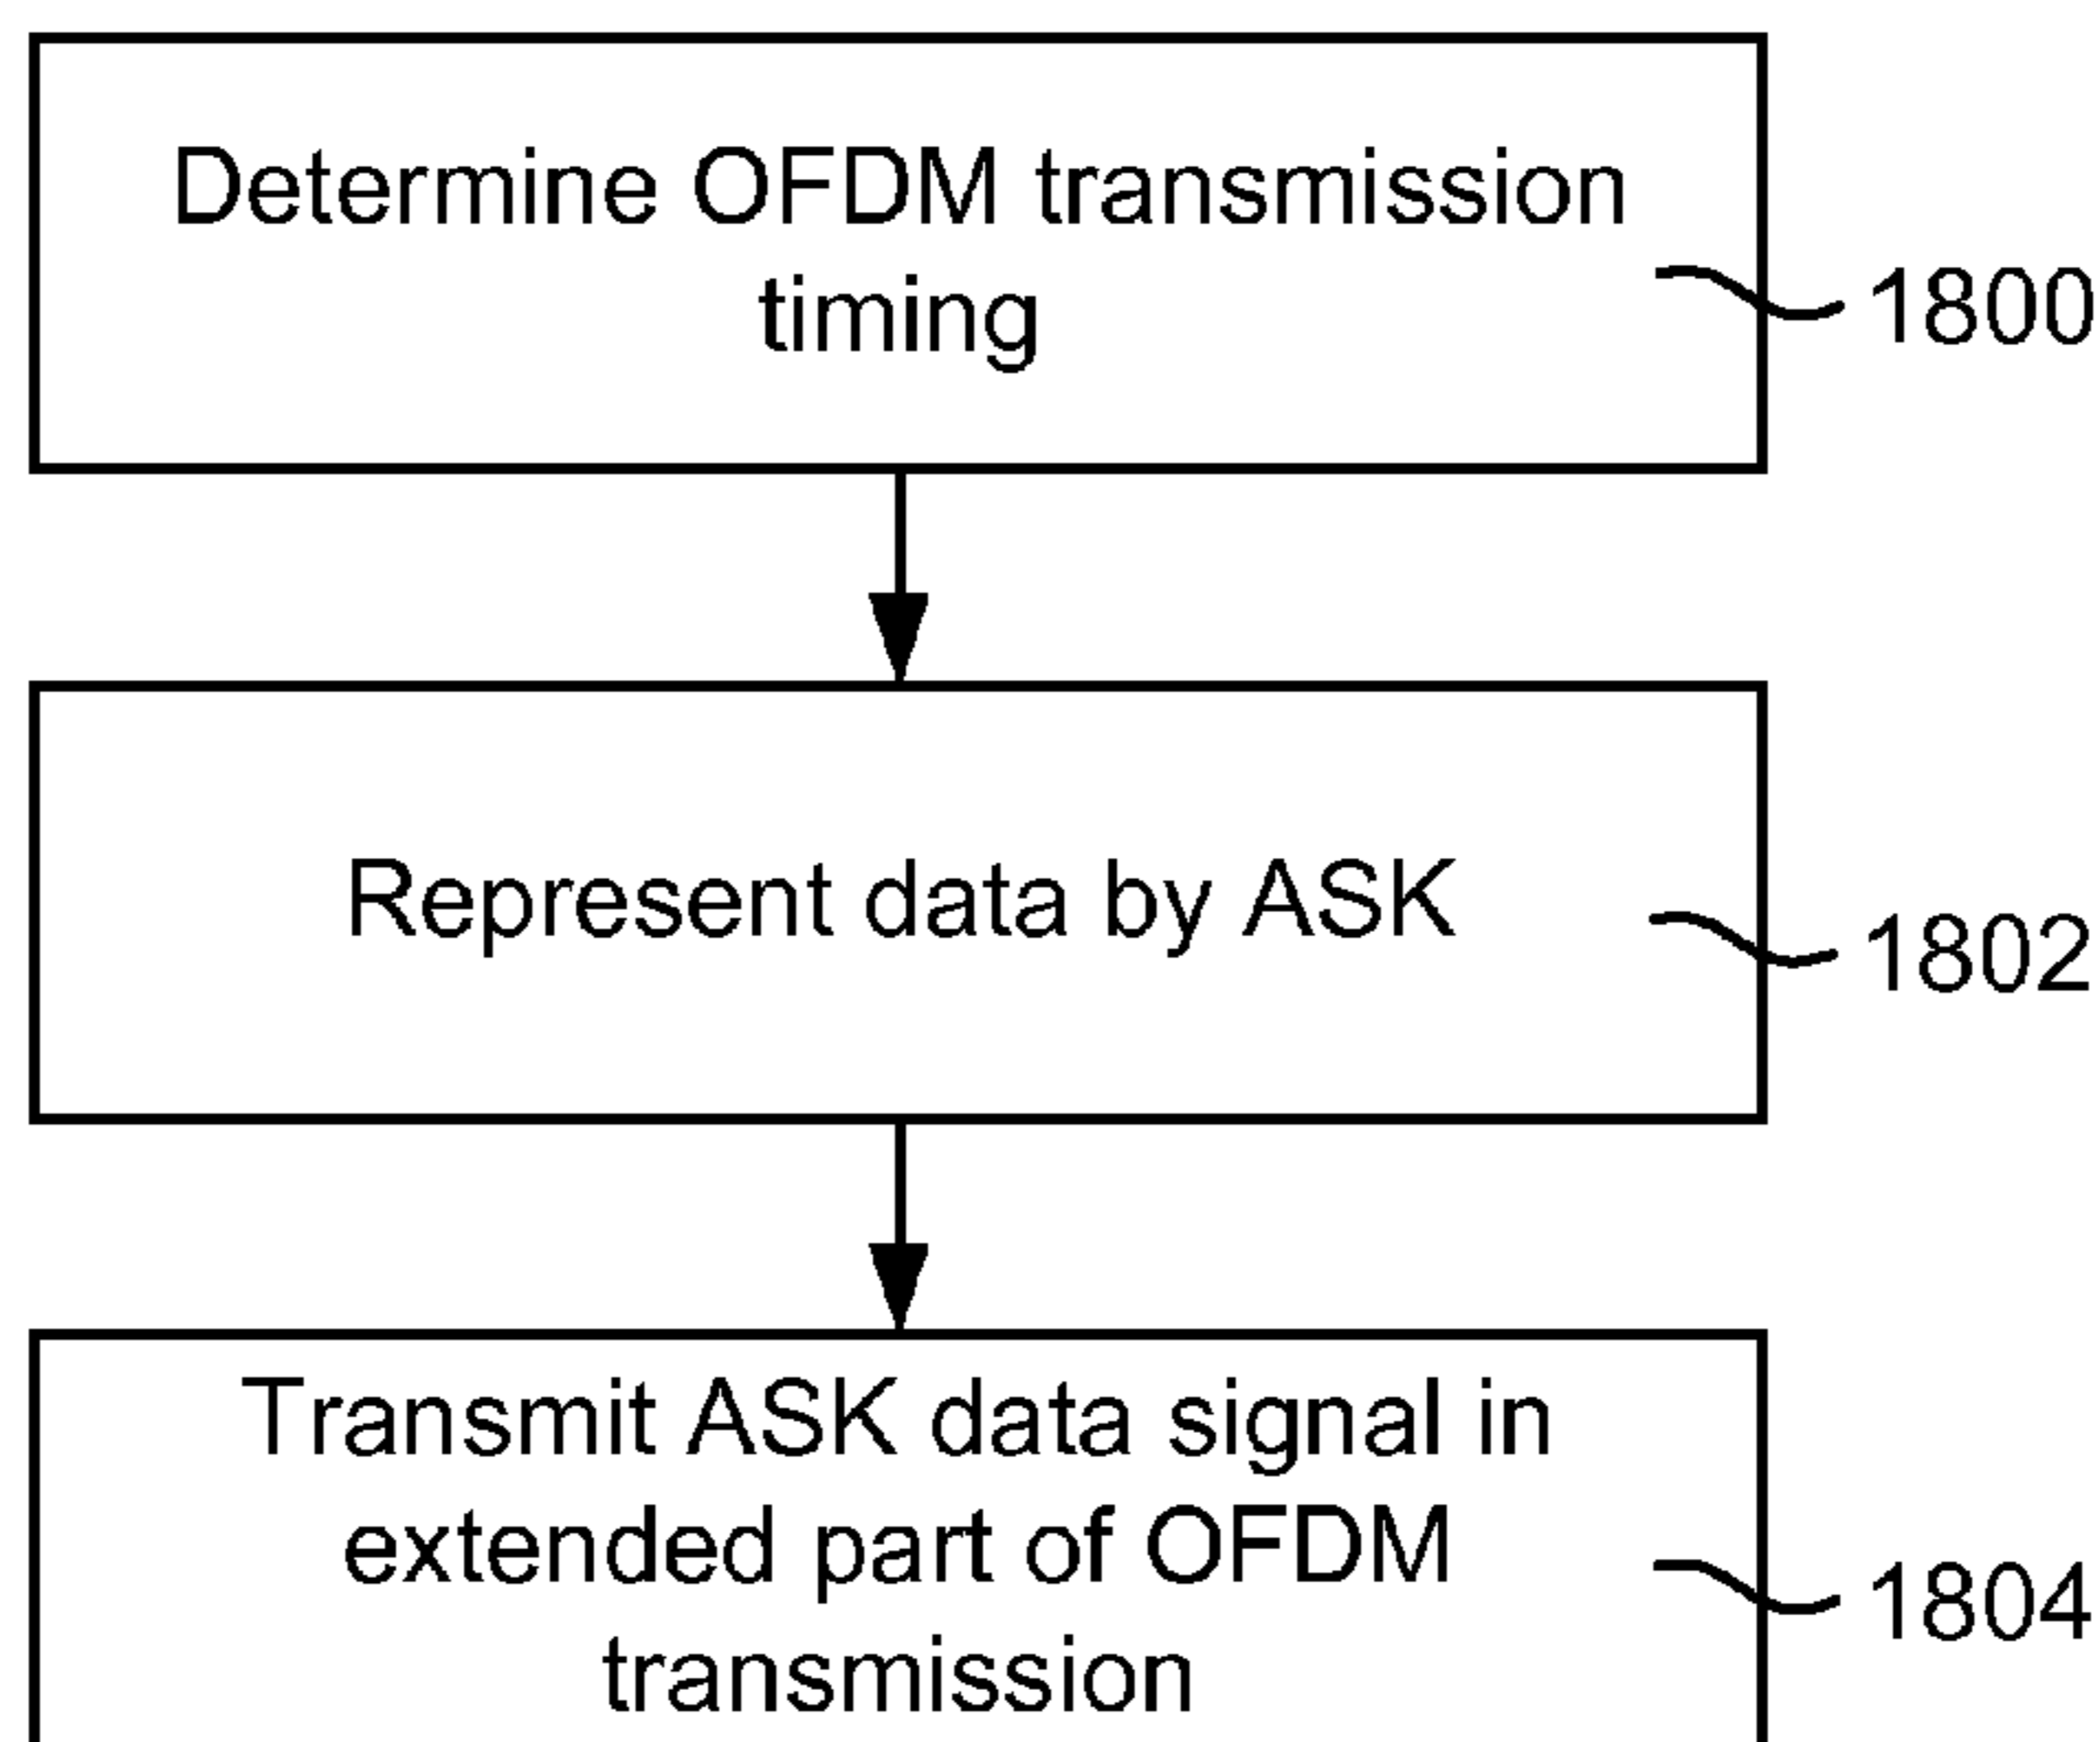 Determine OFDM transmission
timing
1800
Represent data by ASK
1802
Transmit ASK data signal in
extended part of OFDM
transmission
1804